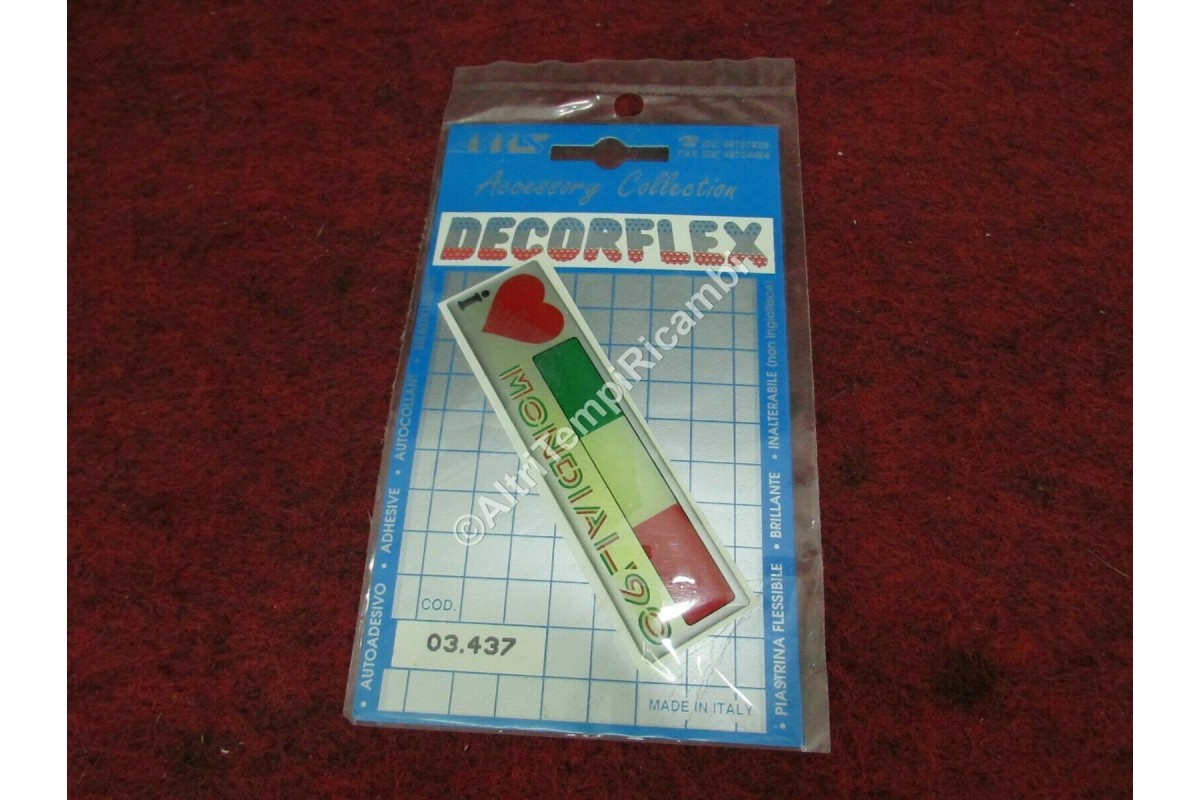 Accessory Collection
DECORFLEX
I
MONDIAL '90
©AltriTempiRicambi
• AUTOADESIVO • ADHESIVE • AUTOCOLLANT
• PIASTRINA FLESSIBILE • BRILLANTE • INALTERABILE (non ingiallisce)
COD.
03.437
MADE IN ITALY